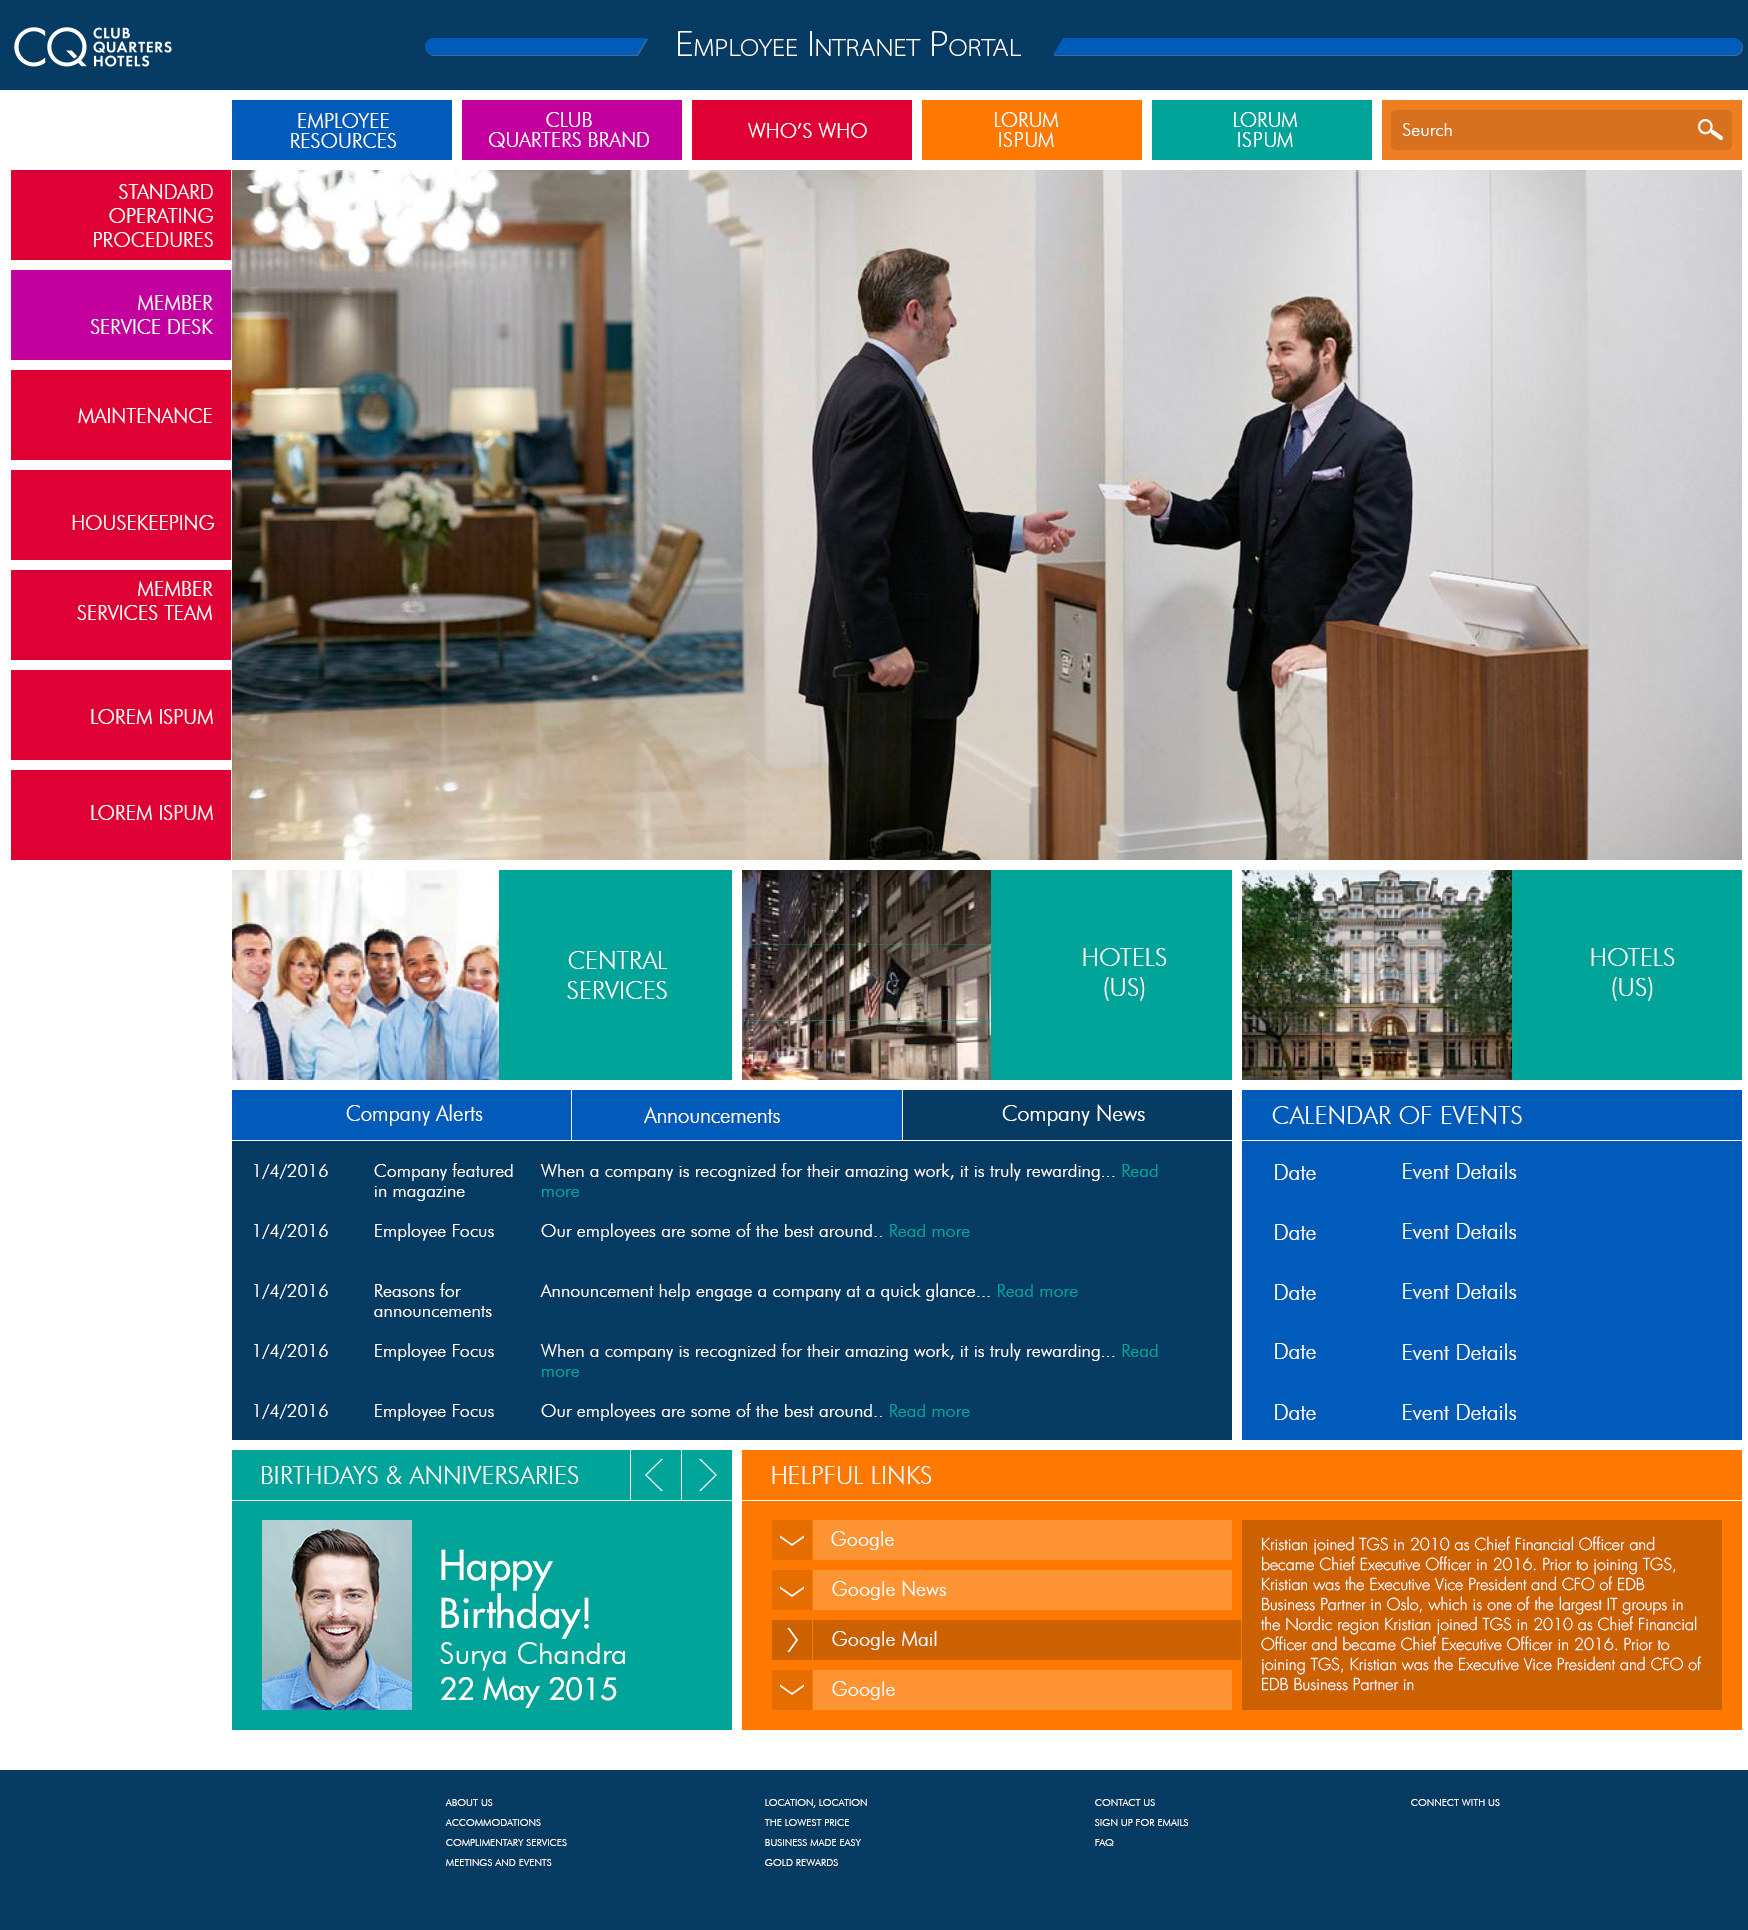 CQ CLUB
QUARTERS
HOTELS
EMPLOYEE INTRANET PORTAL
EMPLOYEE
RESOURCES
CLUB
QUARTERS BRAND
WHO'S WHO
LORUM
ISPUM
LORUM
ISPUM
Seurch
STANDARD
OPERATING
PROCEDURES
MEMBER
SERVICE DESK
MAINTENANCE
HOUSEKEEPING
MEMBER
SERVICES TEAM
LOREM ISPUM
LOREM ISPUM
CENTRAL
SERVICES
HOTELS
(US)
HOTELS
(US)
Company Alerts
Announcements
Company News
1/4/2016 Company featured in magazine When a company is recognized for their amazing work, it is truly rewarding... Read more
1/4/2016 Employee Focus Our employees are some of the best around.. Read more
1/4/2016 Reasons for announcements Announcement help engage a company at a quick glance... Read more
1/4/2016 Employee Focus When a company is recognized for their amazing work, it is truly rewarding... Read more
1/4/2016 Employee Focus Our employees are some of the best around.. Read more
CALENDAR OF EVENTS
Date Event Details
Date Event Details
Date Event Details
Date Event Details
Date Event Details
BIRTHDAYS & ANNIVERSARIES
Happy
Birthday!
Surya Chandra
22 May 2015
HELPFUL LINKS
Google
Google News
Google Mail
Google
Kristian joined TGS in 2010 as Chief Financial Officer and
became Chief Executive Officer in 2016. Prior to joining TGS,
Kristian was the Executive Vice President and CFO of EDB
Business Partner in Oslo, which is one of the largest IT groups in
the Nordic region Kristian joined TGS in 2010 as Chief Financial
Officer and became Chief Executive Officer in 2016. Prior to
joining TGS, Kristian was the Executive Vice President and CFO of
EDB Business Partner in
ABOUT US
ACCOMMODATIONS
COMPLIMENTARY SERVICES
MEETINGS AND EVENTS
LOCATION, LOCATION
THE LOWEST PRICE
BUSINESS MADE EASY
GOLD REWARDS
CONTACT US
SIGN UP FOR EMAILS
FAQ
CONNECT WITH US